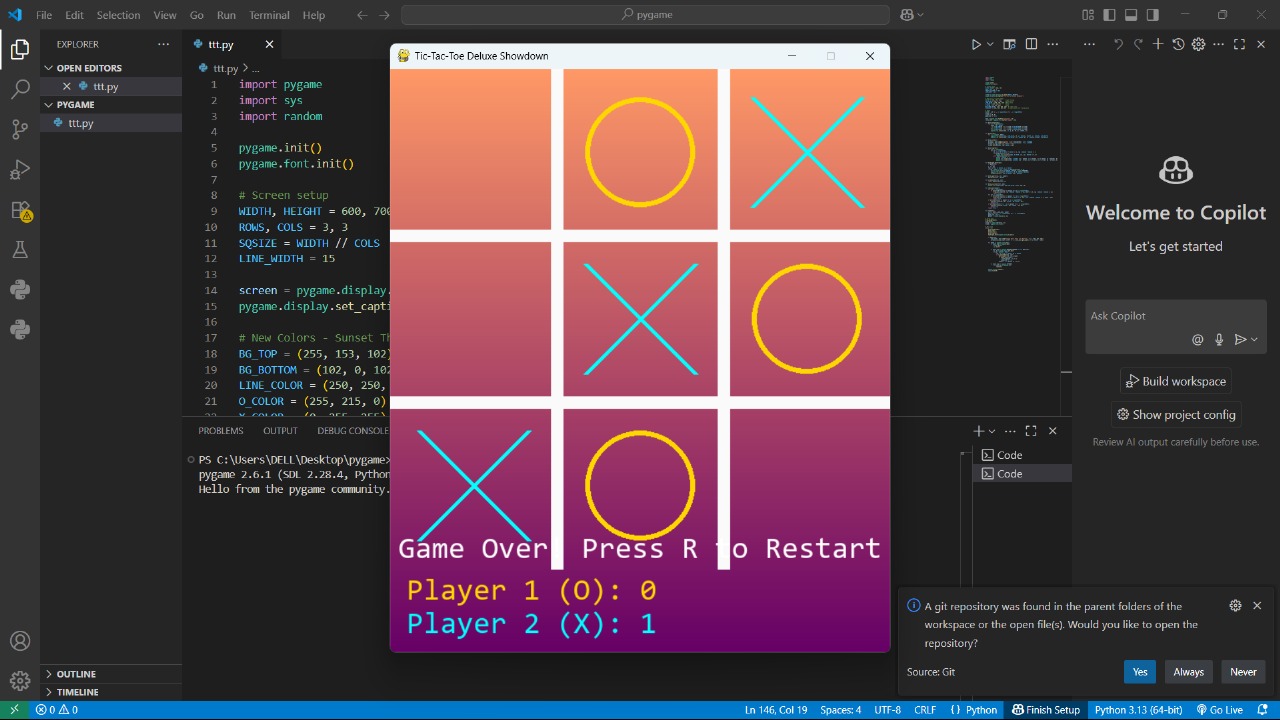 File Edit Selection View Go Run Terminal Help
pygame
EXPLORER
OPEN EDITORS
ttt.py
PYGAME
ttt.py
OUTLINE
TIMELINE
ttt.py
ttt.py > ...
1 import pygame
2 import sys
3 import random
4
5 pygame.init()
6 pygame.font.init()
7
8 # Screen setup
9 WIDTH, HEIGHT = 600, 700
10 ROWS, COLS = 3, 3
11 SQSIZE = WIDTH // COLS
12 LINE_WIDTH = 15
13
14 screen = pygame.display.
15 pygame.display.set_capti
16
17 # New Colors - Sunset Th
18 BG_TOP = (255, 153, 102)
19 BG_BOTTOM = (102, 0, 102
20 LINE_COLOR = (250, 250,
21 O_COLOR = (255, 215, 0)
PROBLEMS OUTPUT DEBUG CONSOLE
PS C:\Users\DELL\Desktop\pygame>
pygame 2.6.1 (SDL 2.28.4, Python
Hello from the pygame community.
Code
Code
Tic-Tac-Toe Deluxe Showdown
Game Over! Press R to Restart
Player 1 (O): 0
Player 2 (X): 1
Welcome to Copilot
Let's get started
Ask Copilot
Build workspace
Show project config
Review AI output carefully before use.
A git repository was found in the parent folders of the
workspace or the open file(s). Would you like to open the
repository?
Source: Git
Yes
Always
Never
0 0
Ln 146, Col 19 Spaces: 4 UTF-8 CRLF {} Python Finish Setup Python 3.13 (64-bit) Go Live